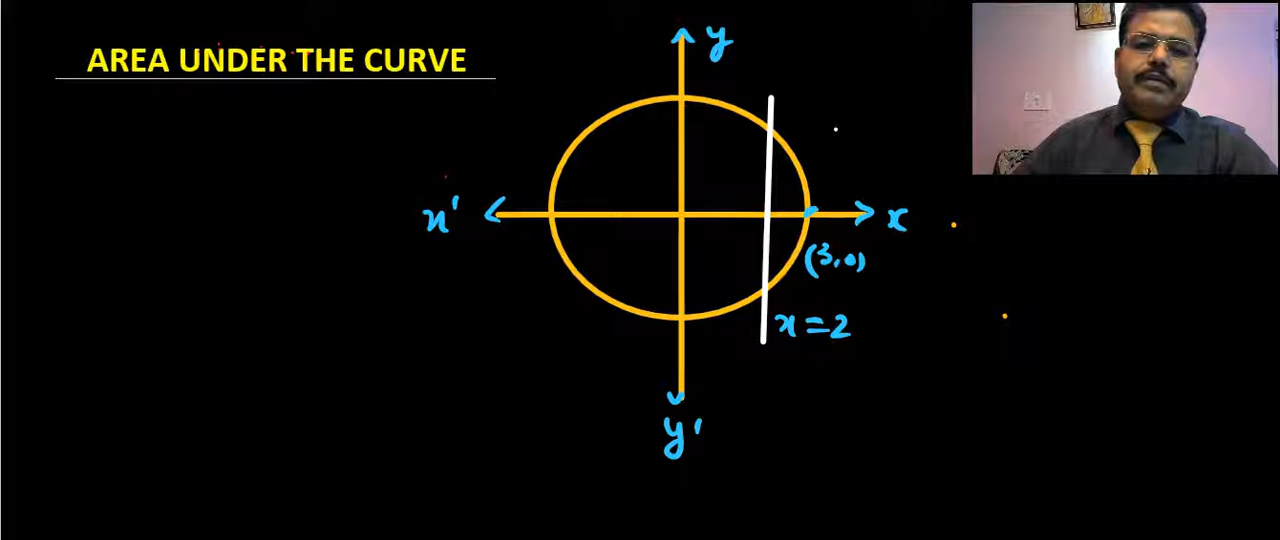 AREA UNDER THE CURVE
y
x'
x
(3,0)
x=2
y'